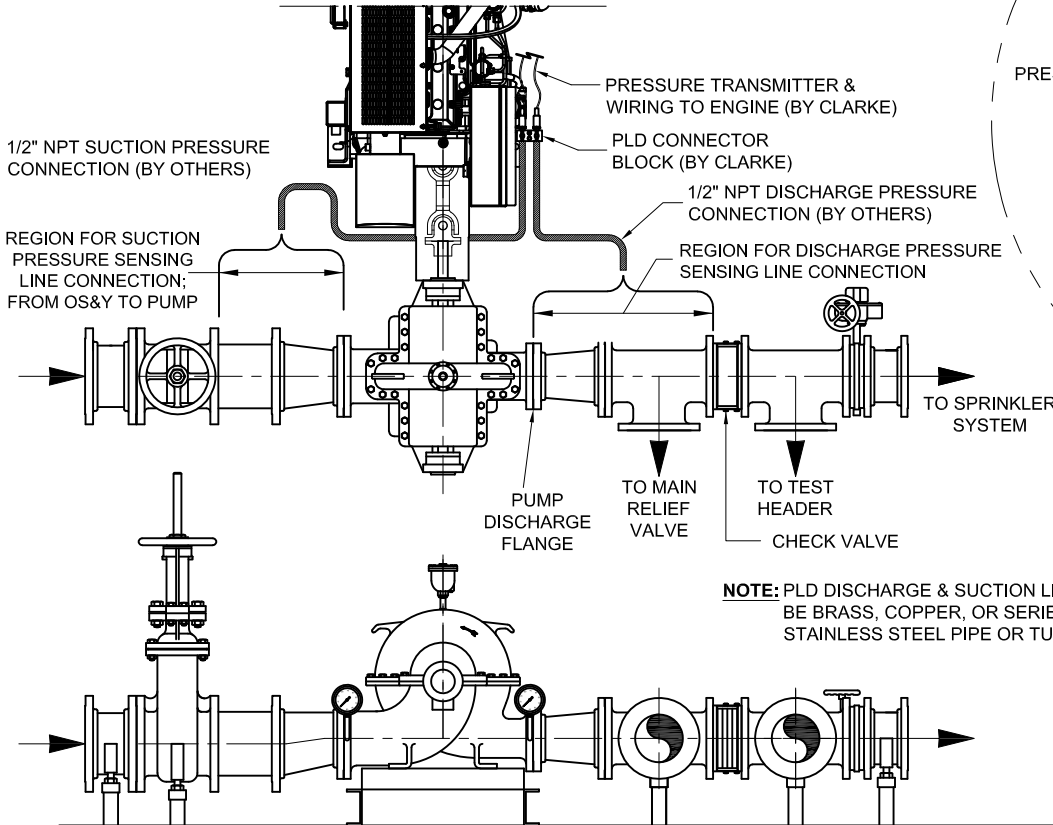 PRESSURE TRANSMITTER &
WIRING TO ENGINE (BY CLARKE)
PLD CONNECTOR
BLOCK (BY CLARKE)
1/2" NPT SUCTION PRESSURE
CONNECTION (BY OTHERS)
1/2" NPT DISCHARGE PRESSURE
CONNECTION (BY OTHERS)
REGION FOR SUCTION
PRESSURE SENSING
LINE CONNECTION;
FROM OS&Y TO PUMP
REGION FOR DISCHARGE PRESSURE
SENSING LINE CONNECTION
TO SPRINKLER
SYSTEM
PUMP
DISCHARGE
FLANGE
TO MAIN
RELIEF
VALVE
TO TEST
HEADER
CHECK VALVE
NOTE: PLD DISCHARGE & SUCTION
BE BRASS, COPPER, OR
STAINLESS STEEL PIPE OR